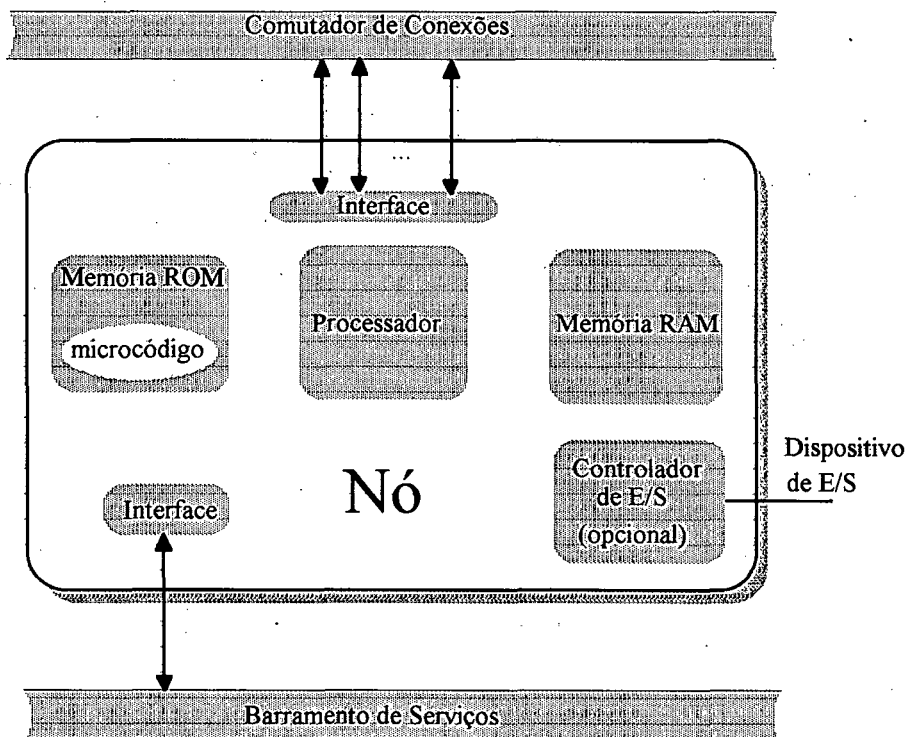 Comutador de Conexões
...
Interface
Memória ROM
microcódigo
Processador
Memória RAM
Controlador
de E/S
(opcional)
Dispositivo
de E/S
Nó
Interface
Barramento de Serviços